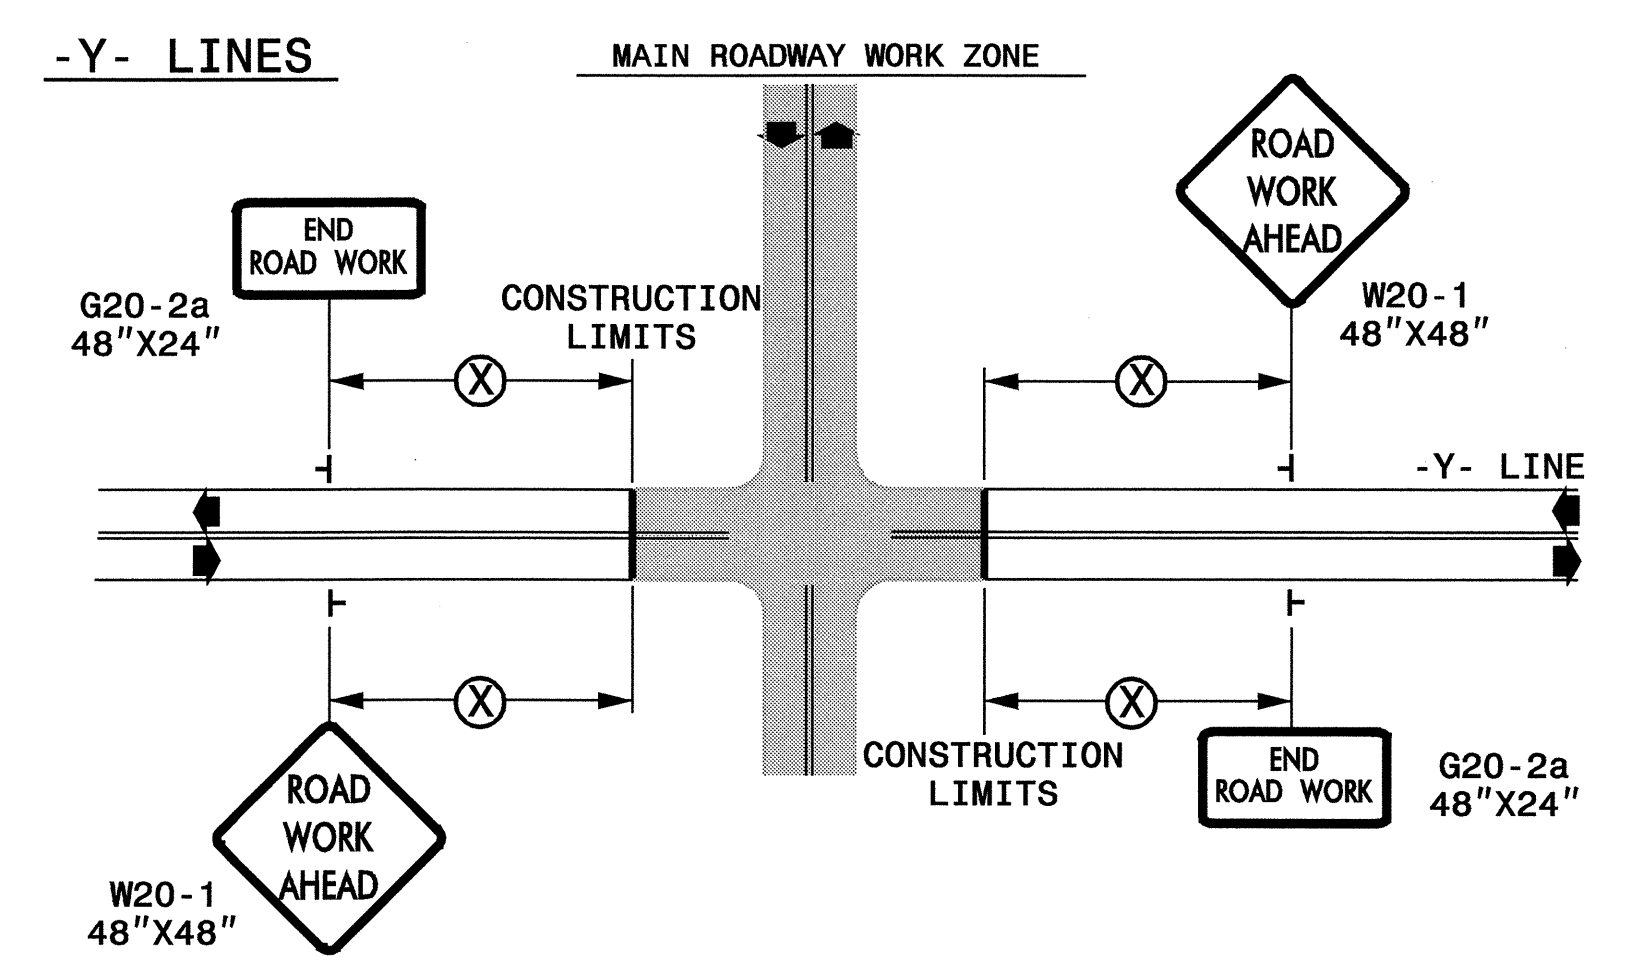 -Y- LINES
MAIN ROADWAY WORK ZONE
ROAD
WORK
AHEAD
W20-1
48"X48"
END
ROAD WORK
G20-2a
48"X24"
CONSTRUCTION
LIMITS
X
X
-Y- LINE
X
X
CONSTRUCTION
LIMITS
END
ROAD WORK
G20-2a
48"X24"
ROAD
WORK
AHEAD
W20-1
48"X48"